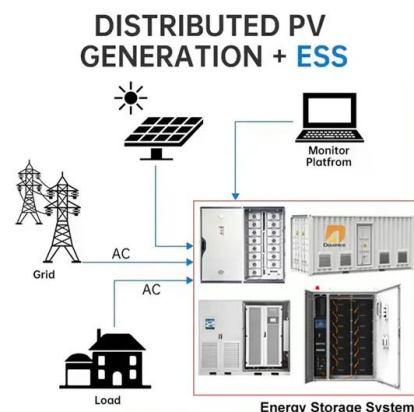 DISTRIBUTED PV
GENERATION + ESS
Monitor
Platfrom
AC
Grid
AC
Load
Energy Storage System